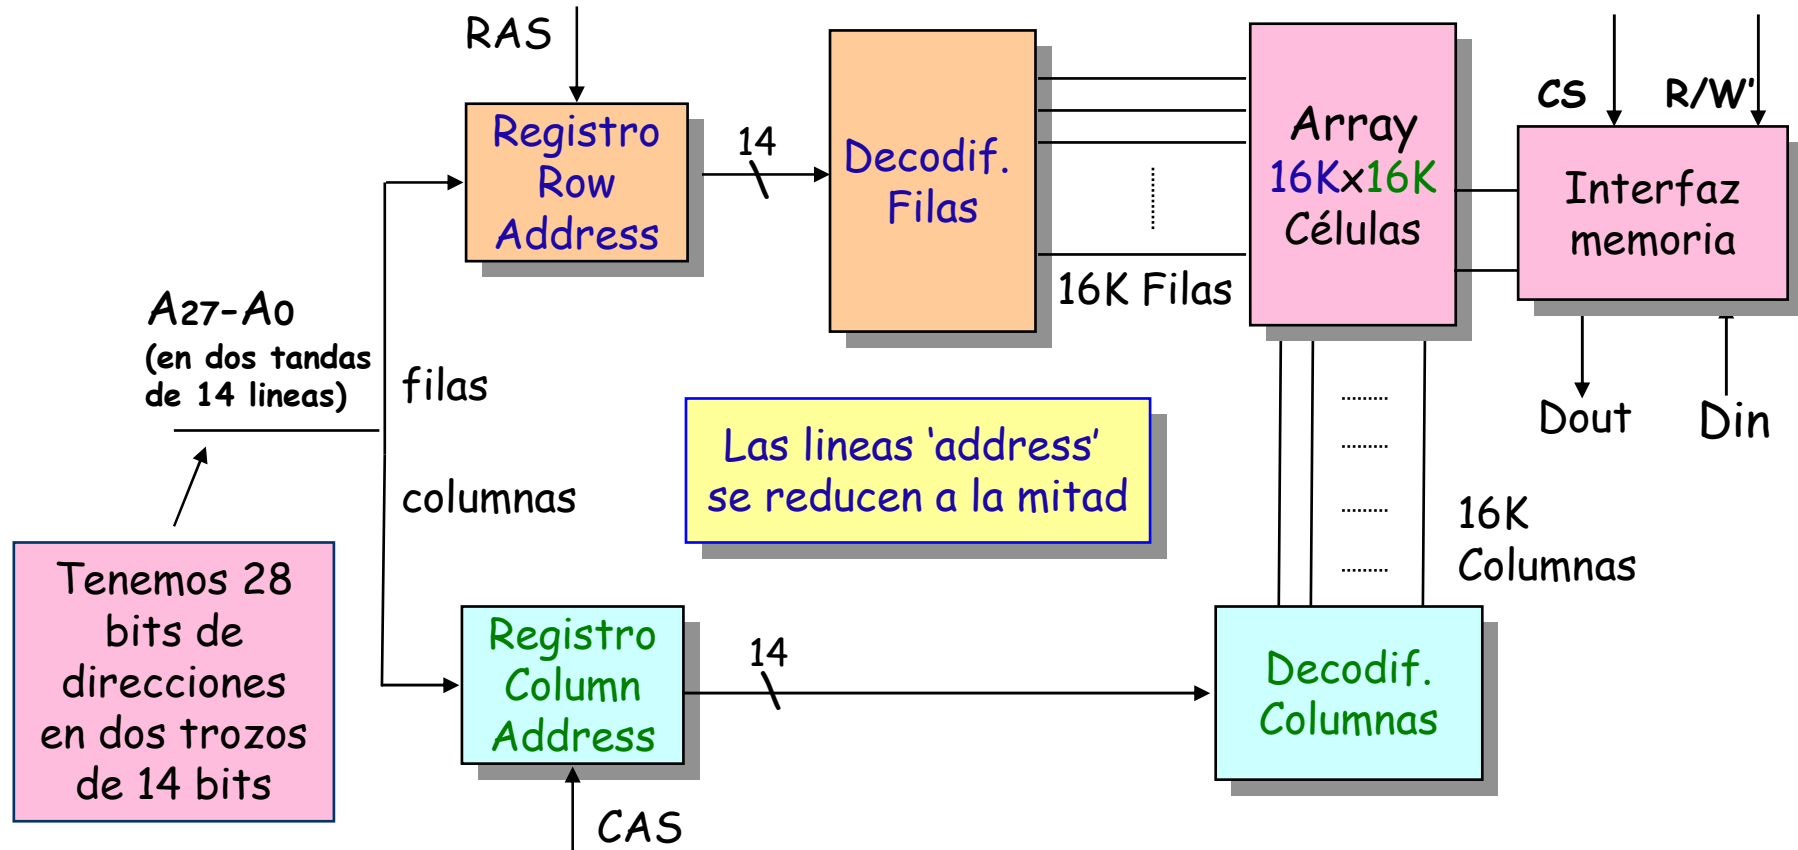 RAS
Registro
Row
Address
14
Decodif.
Filas
16K Filas
Array
16Kx16K
Células
CS
R/W'
Interfaz
memoria
Dout
Din
A27-A0
(en dos tandas
de 14 lineas)
filas
columnas
Las lineas ‘address’
se reducen a la mitad
16K
Columnas
Tenemos 28
bits de
direcciones
en dos trozos
de 14 bits
Registro
Column
Address
14
Decodif.
Columnas
CAS